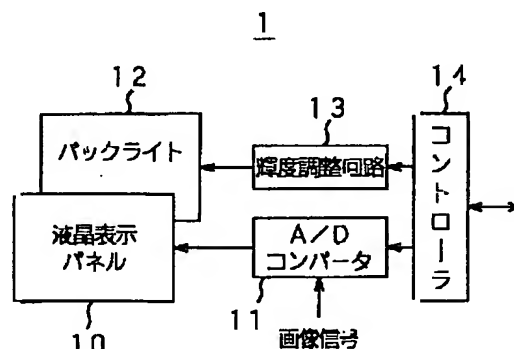 1
12
バックライト
13
輝度調整回路
14
コントローラ
液晶表示
パネル
A/D
コンバータ
10
11
画像信号